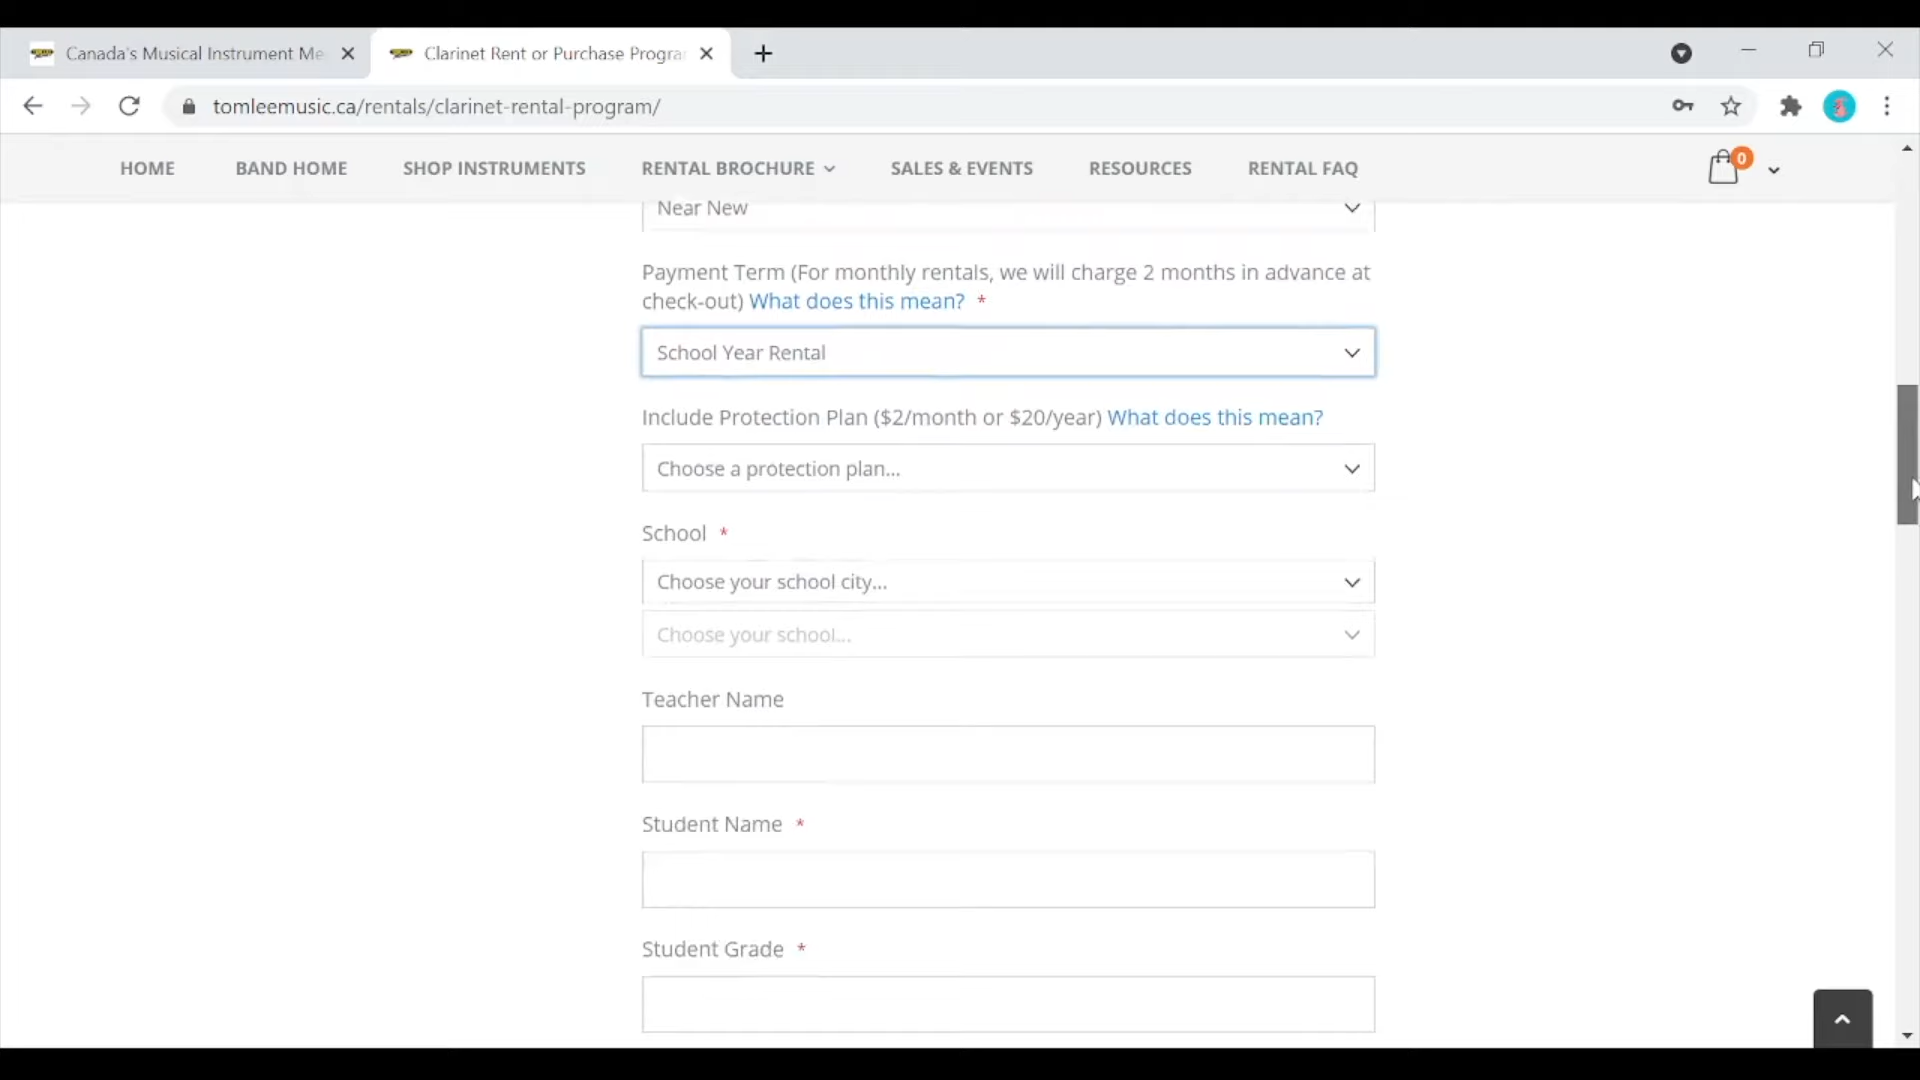 Canada's Musical Instrument Me
Clarinet Rent or Purchase Progra
tomleemusic.ca/rentals/clarinet-rental-program/
HOME
BAND HOME
SHOP INSTRUMENTS
RENTAL BROCHURE
SALES & EVENTS
RESOURCES
RENTAL FAQ
0
Near New
Payment Term (For monthly rentals, we will charge 2 months in advance at
check-out) What does this mean? *
School Year Rental
Include Protection Plan ($2/month or $20/year) What does this mean?
Choose a protection plan...
School *
Choose your school city...
Choose your school...
Teacher Name
Student Name *
Student Grade *